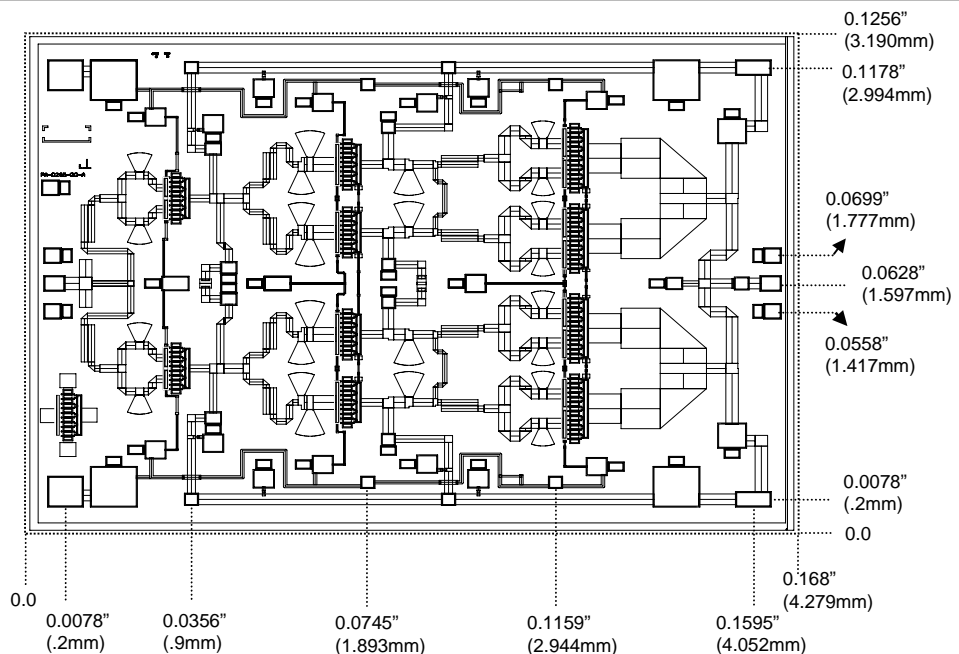 0.1256”
(3.190mm)
0.1178”
(2.994mm)
0.0699”
(1.777mm)
0.0628”
(1.597mm)
0.0558”
(1.417mm)
0.0078”
(.2mm)
0.0
0.168”
(4.279mm)
0.0
0.0078”
(.2mm)
0.0356”
(.9mm)
0.0745”
(1.893mm)
0.1159”
(2.944mm)
0.1595”
(4.052mm)